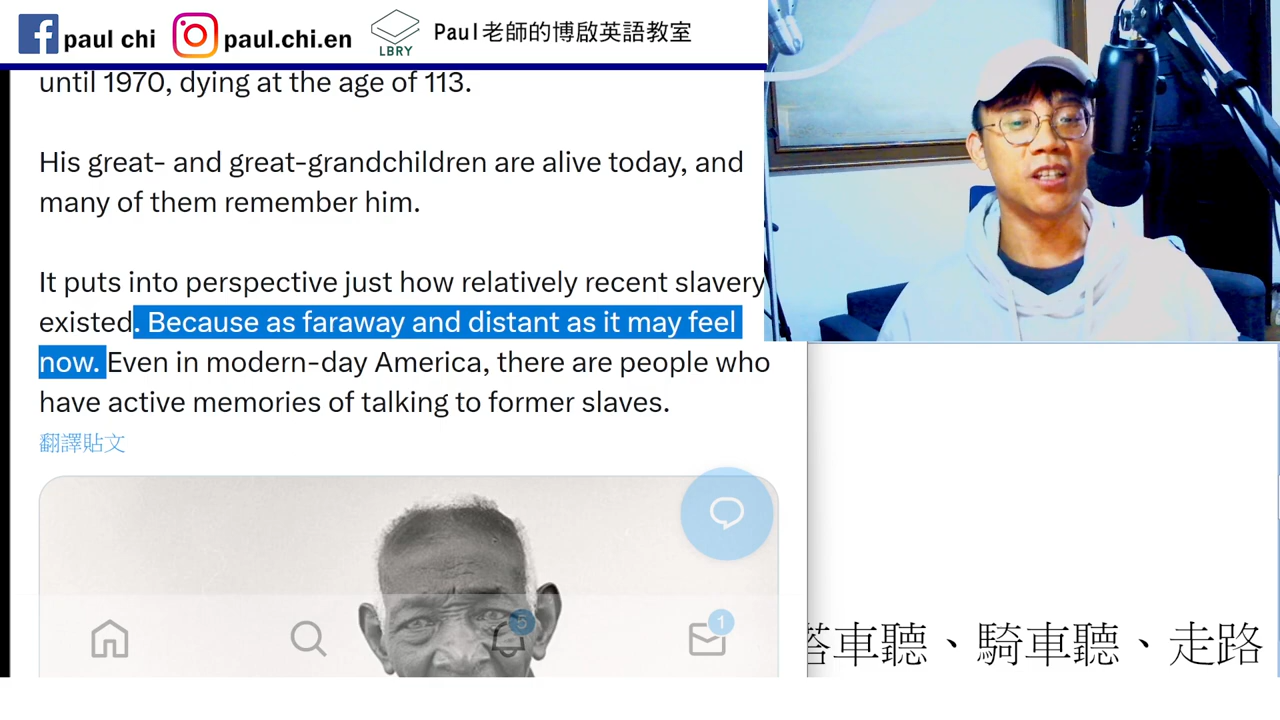 paul chi
paul.chi.en
LBRY
Paul老師的博啟英語教室
until 1970, dying at the age of 113.
His great- and great-grandchildren are alive today, and
many of them remember him.
It puts into perspective just how relatively recent slavery
existed. Because as faraway and distant as it may feel
now. Even in modern-day America, there are people who
have active memories of talking to former slaves.
翻譯貼文
5
1
車聽、騎車聽、走路